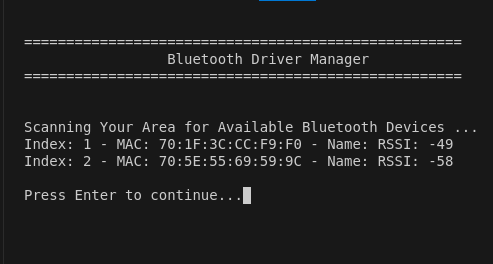 ====================================================
Bluetooth Driver Manager
====================================================
Scanning Your Area for Available Bluetooth Devices ...
Index: 1 - MAC: 70:1F:3C:CC:F9:F0 - Name: RSSI: -49
Index: 2 - MAC: 70:5E:55:69:59:9C - Name: RSSI: -58
Press Enter to continue...